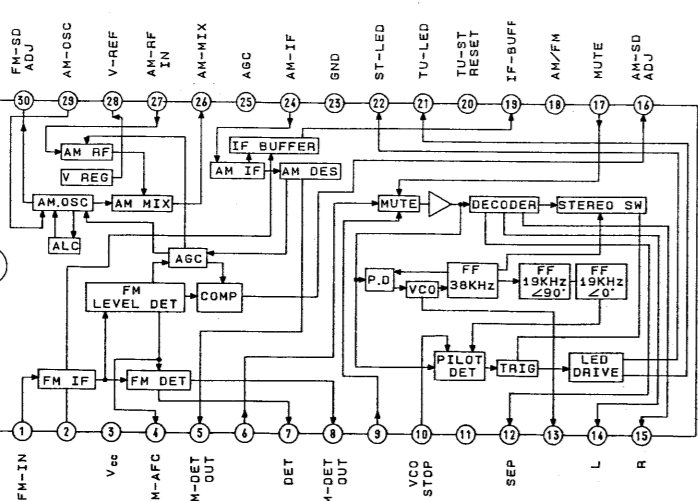 FM-SD ADJ
AM-OSC
V-REF
AM-RF IN
AM-MIX
AGC
AM-IF
GND
ST-LED
TU-LED
TU-ST RESET
IF-BUFF
AM/FM
MUTE
AM-SD ADJ
30 29 28 27 26 25 24 23 22 21 20 19 18 17 16
AM RF
V REG
AM.OSC
AM MIX
ALC
IF BUFFER
AM IF
AM DES
AGC
FM LEVEL DET
COMP
FM IF
FM DET
MUTE
DECODER
STEREO SW
P.D
VCO
FF 38KHz
FF 19KHz ∠90°
FF 19KHz ∠0°
PILOT DET
TRIG
LED DRIVE
1 2 3 4 5 6 7 8 9 10 11 12 13 14 15
FM-IN
Vcc
M-AFC
M-DET OUT
DET
M-DET OUT
VCO STOP
SEP
L
R